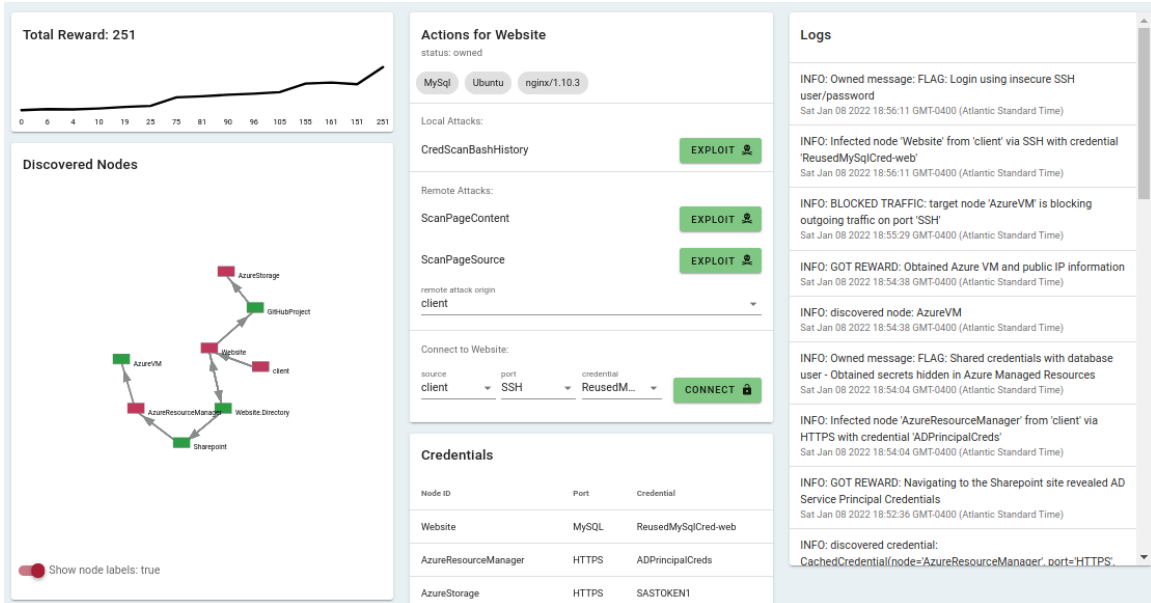 Total Reward: 251
0 6 4 10 19 25 75 81 90 96 105 155 161 151 251
Discovered Nodes
AzureStorage
GitHubProject
Website
AzureVM
client
AzureResourceManager
Website.Directory
Sharepoint
Show node labels: true
Actions for Website
status: owned
MySql Ubuntu nginx/1.10.3
Local Attacks:
CredScanBashHistory EXPLOIT
Remote Attacks:
ScanPageContent EXPLOIT
ScanPageSource EXPLOIT
remote attack origin
client
Connect to Website:
source port credential
client SSH ReusedM... CONNECT
Credentials
Node ID Port Credential
Website MySQL ReusedMySqlCred-web
AzureResourceManager HTTPS ADPrincipalCreds
AzureStorage HTTPS SASTOKEN1
Logs
INFO: Owned message: FLAG: Login using insecure SSH
user/password
Sat Jan 08 2022 18:56:11 GMT-0400 (Atlantic Standard Time)
INFO: Infected node 'Website' from 'client' via SSH with credential
'ReusedMySqlCred-web'
Sat Jan 08 2022 18:56:11 GMT-0400 (Atlantic Standard Time)
INFO: BLOCKED TRAFFIC: target node 'AzureVM' is blocking
outgoing traffic on port 'SSH'
Sat Jan 08 2022 18:55:29 GMT-0400 (Atlantic Standard Time)
INFO: GOT REWARD: Obtained Azure VM and public IP information
Sat Jan 08 2022 18:54:38 GMT-0400 (Atlantic Standard Time)
INFO: discovered node: AzureVM
Sat Jan 08 2022 18:54:38 GMT-0400 (Atlantic Standard Time)
INFO: Owned message: FLAG: Shared credentials with database
user - Obtained secrets hidden in Azure Managed Resources
Sat Jan 08 2022 18:54:04 GMT-0400 (Atlantic Standard Time)
INFO: Infected node 'AzureResourceManager' from 'client' via
HTTPS with credential 'ADPrincipalCreds'
Sat Jan 08 2022 18:54:04 GMT-0400 (Atlantic Standard Time)
INFO: GOT REWARD: Navigating to the Sharepoint site revealed AD
Service Principal Credentials
Sat Jan 08 2022 18:52:36 GMT-0400 (Atlantic Standard Time)
INFO: discovered credential:
CachedCredential(node='AzureResourceManager', port='HTTPS',